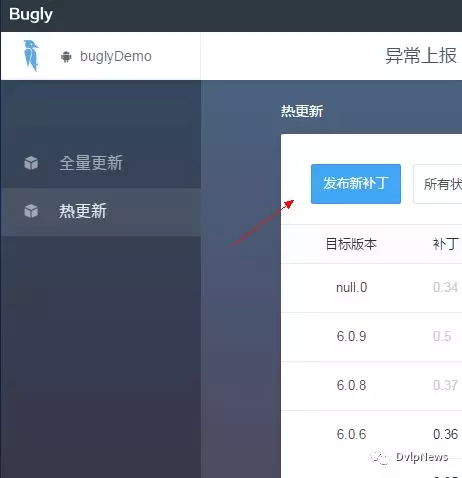 Bugly
buglyDemo
异常上报
热更新
全量更新
发布新补丁
所有状
热更新
目标版本 补丁
null.0 0.34
6.0.9 0.5
6.0.8 0.37
6.0.6 0.36
DvlpNews